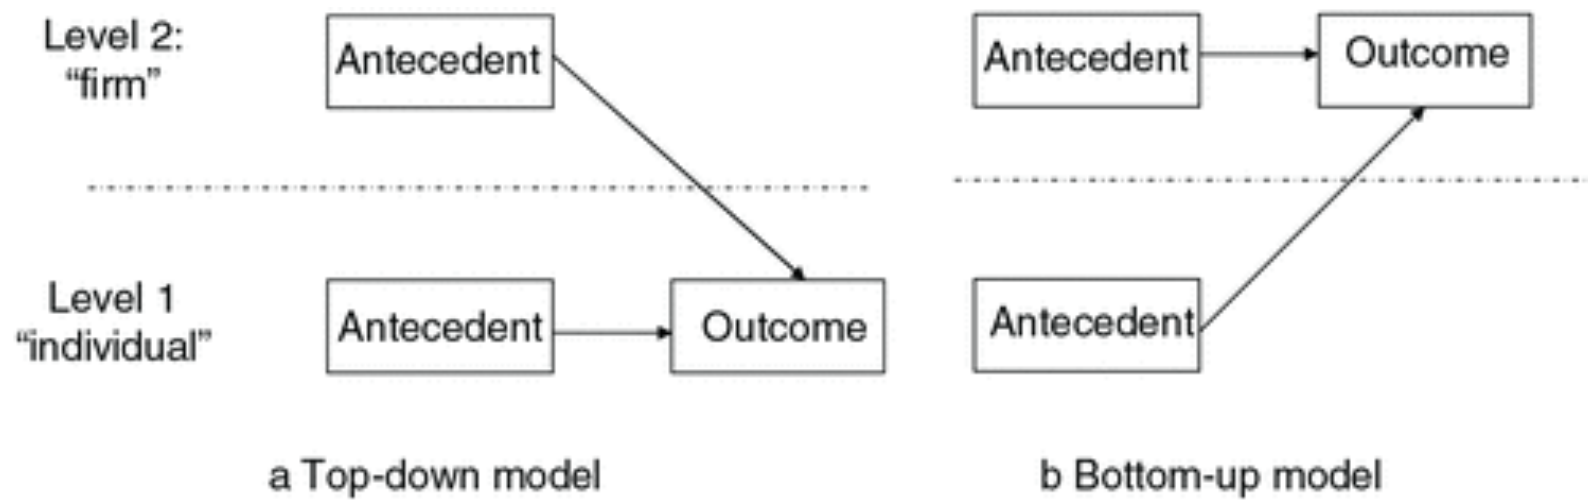 Level 2:
“firm”
Antecedent
Antecedent
Outcome
Level 1
“individual”
Antecedent
Outcome
Antecedent
a Top-down model
b Bottom-up model